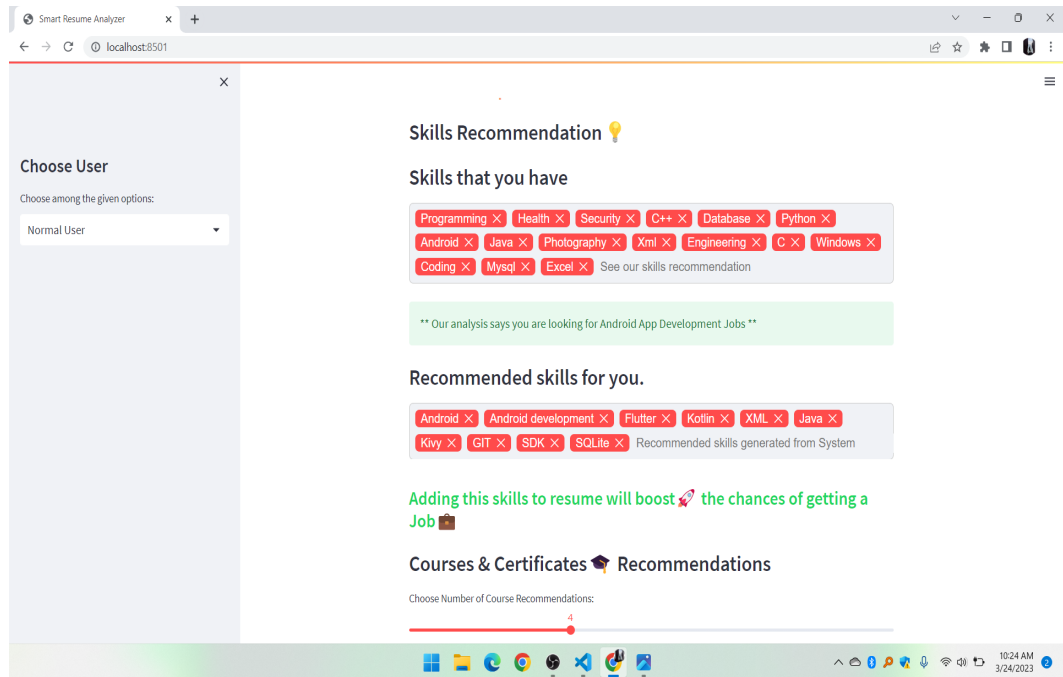 Smart Resume Analyzer
localhost:8501
Choose User
Choose among the given options:
Normal User
Skills Recommendation 💡
Skills that you have
Programming Health Security C++ Database Python
Android Java Photography Xml Engineering C Windows
Coding Mysql Excel See our skills recommendation
** Our analysis says you are looking for Android App Development Jobs **
Recommended skills for you.
Android Android development Flutter Kotlin XML Java
Kivy GIT SDK SQLite Recommended skills generated from System
Adding this skills to resume will boost 🚀 the chances of getting a
Job 💼
Courses & Certificates 🎓 Recommendations
Choose Number of Course Recommendations:
4
10:24 AM
3/24/2023
2